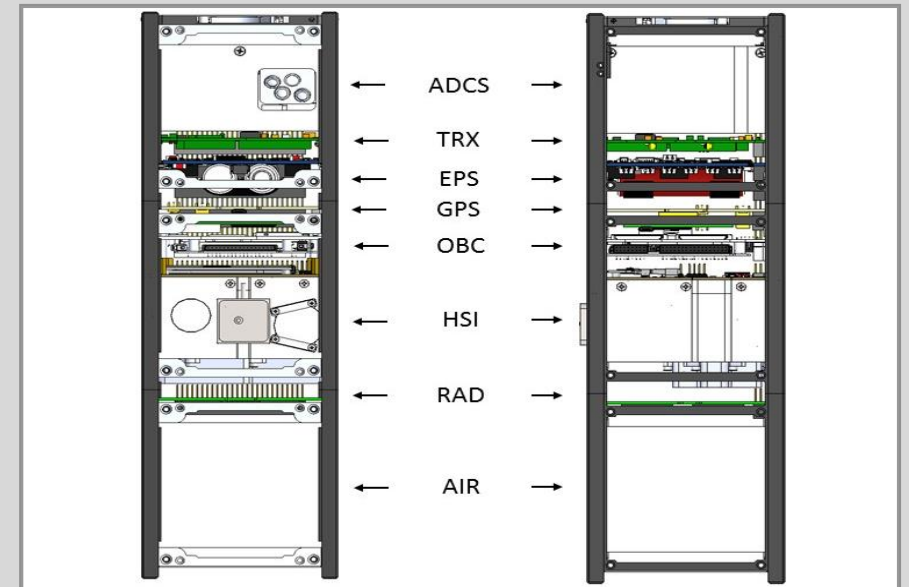 ADCS
TRX
EPS
GPS
OBC
HSI
RAD
AIR